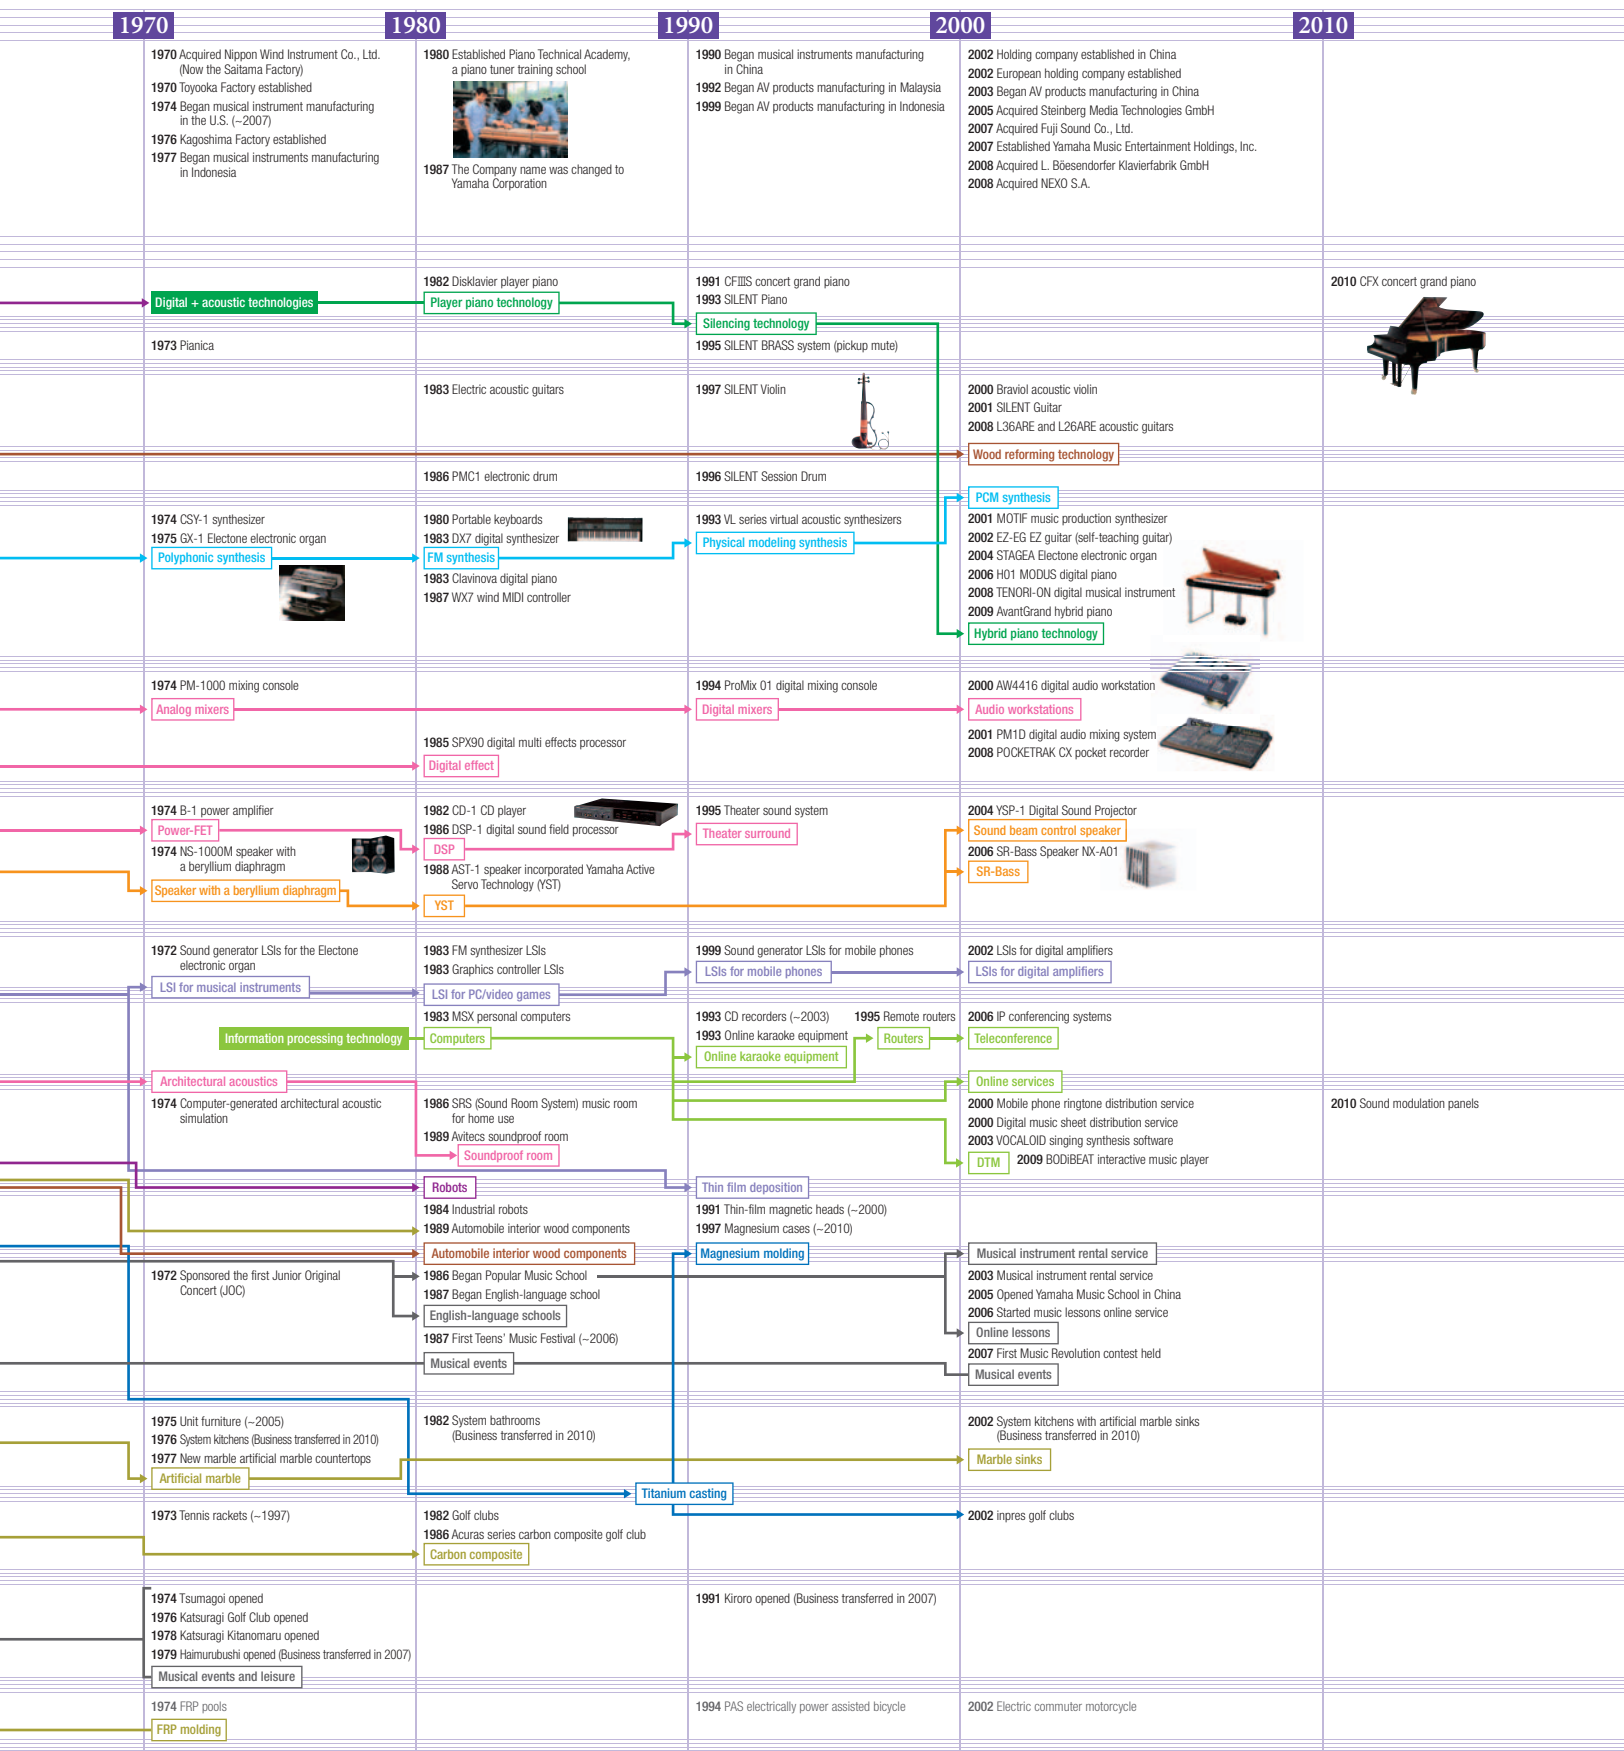 1970
1980
1990
2000
2010
1970 Acquired Nippon Wind Instrument Co., Ltd.
(Now the Saitama Factory)
1970 Toyooka Factory established
1974 Began musical instrument manufacturing
in the U.S. (~2007)
1976 Kagoshima Factory established
1977 Began musical instruments manufacturing
in Indonesia
1980 Established Piano Technical Academy,
a piano tuner training school
1987 The Company name was changed to
Yamaha Corporation
1990 Began musical instruments manufacturing
in China
1992 Began AV products manufacturing in Malaysia
1999 Began AV products manufacturing in Indonesia
2002 Holding company established in China
2002 European holding company established
2003 Began AV products manufacturing in China
2005 Acquired Steinberg Media Technologies GmbH
2007 Acquired Fuji Sound Co., Ltd.
2007 Established Yamaha Music Entertainment Holdings, Inc.
2008 Acquired L. Böesendorfer Klavierfabrik GmbH
2008 Acquired NEXO S.A.
Digital + acoustic technologies
1982 Disklavier player piano
Player piano technology
1991 CFIIIS concert grand piano
1993 SILENT Piano
Silencing technology
2010 CFX concert grand piano
1973 Pianica
1995 SILENT BRASS system (pickup mute)
1983 Electric acoustic guitars
1997 SILENT Violin
2000 Braviol acoustic violin
2001 SILENT Guitar
2008 L36ARE and L26ARE acoustic guitars
Wood reforming technology
1986 PMC1 electronic drum
1996 SILENT Session Drum
PCM synthesis
1974 CSY-1 synthesizer
1975 GX-1 Electone electronic organ
Polyphonic synthesis
1980 Portable keyboards
1983 DX7 digital synthesizer
FM synthesis
1983 Clavinova digital piano
1987 WX7 wind MIDI controller
1993 VL series virtual acoustic synthesizers
Physical modeling synthesis
2001 MOTIF music production synthesizer
2002 EZ-EG EZ guitar (self-teaching guitar)
2004 STAGEA Electone electronic organ
2006 H01 MODUS digital piano
2008 TENORI-ON digital musical instrument
2009 AvantGrand hybrid piano
Hybrid piano technology
1974 PM-1000 mixing console
Analog mixers
1994 ProMix 01 digital mixing console
Digital mixers
2000 AW4416 digital audio workstation
Audio workstations
2001 PM1D digital audio mixing system
2008 POCKETRAK CX pocket recorder
1985 SPX90 digital multi effects processor
Digital effect
1974 B-1 power amplifier
Power-FET
1974 NS-1000M speaker with
a beryllium diaphragm
Speaker with a beryllium diaphragm
1982 CD-1 CD player
1986 DSP-1 digital sound field processor
DSP
1988 AST-1 speaker incorporated Yamaha Active
Servo Technology (YST)
YST
1995 Theater sound system
Theater surround
2004 YSP-1 Digital Sound Projector
Sound beam control speaker
2006 SR-Bass Speaker NX-A01
SR-Bass
1972 Sound generator LSIs for the Electone
electronic organ
LSI for musical instruments
1983 FM synthesizer LSIs
1983 Graphics controller LSIs
LSI for PC/video games
1999 Sound generator LSIs for mobile phones
LSIs for mobile phones
2002 LSIs for digital amplifiers
LSIs for digital amplifiers
Information processing technology
1983 MSX personal computers
Computers
1993 CD recorders (~2003)
1993 Online karaoke equipment
Online karaoke equipment
1995 Remote routers
Routers
2006 IP conferencing systems
Teleconference
Architectural acoustics
1974 Computer-generated architectural acoustic
simulation
1986 SRS (Sound Room System) music room
for home use
1989 Avitecs soundproof room
Soundproof room
Online services
2000 Mobile phone ringtone distribution service
2000 Digital music sheet distribution service
2003 VOCALOID singing synthesis software
DTM
2009 BODiBEAT interactive music player
2010 Sound modulation panels
Robots
1984 Industrial robots
1989 Automobile interior wood components
Automobile interior wood components
Thin film deposition
1991 Thin-film magnetic heads (~2000)
1997 Magnesium cases (~2010)
Magnesium molding
1972 Sponsored the first Junior Original
Concert (JOC)
1986 Began Popular Music School
1987 Began English-language school
English-language schools
1987 First Teens' Music Festival (~2006)
Musical events
Musical instrument rental service
2003 Musical instrument rental service
2005 Opened Yamaha Music School in China
2006 Started music lessons online service
Online lessons
2007 First Music Revolution contest held
Musical events
1975 Unit furniture (~2005)
1976 System kitchens (Business transferred in 2010)
1977 New marble artificial marble countertops
Artificial marble
1982 System bathrooms
(Business transferred in 2010)
2002 System kitchens with artificial marble sinks
(Business transferred in 2010)
Marble sinks
Titanium casting
1973 Tennis rackets (~1997)
1982 Golf clubs
1986 Acuras series carbon composite golf club
Carbon composite
2002 inpres golf clubs
1974 Tsumagoi opened
1976 Katsuragi Golf Club opened
1978 Katsuragi Kitanomaru opened
1979 Haimurubushi opened (Business transferred in 2007)
Musical events and leisure
1991 Kiroro opened (Business transferred in 2007)
1974 FRP pools
FRP molding
1994 PAS electrically power assisted bicycle
2002 Electric commuter motorcycle